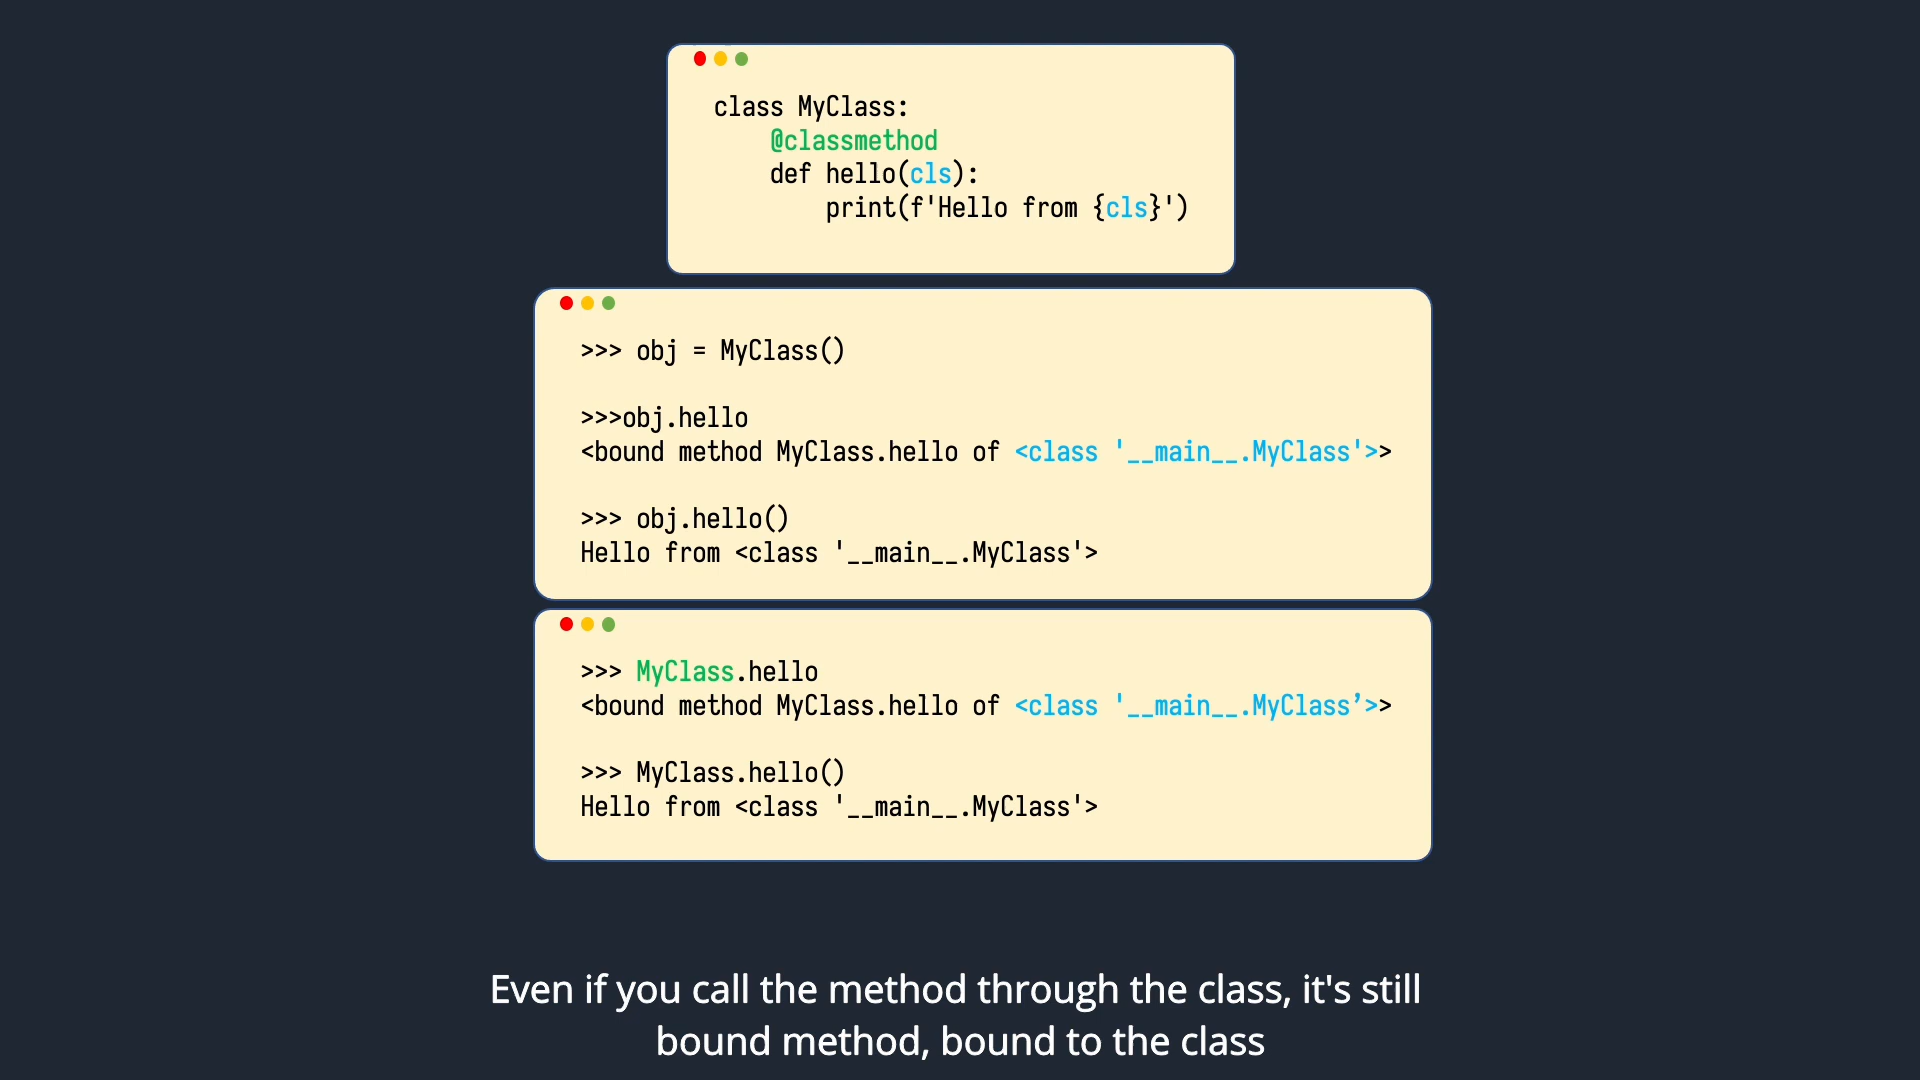 class MyClass:
    @classmethod
    def hello(cls):
        print(f'Hello from {cls}')
>>> obj = MyClass()
>>>obj.hello
<bound method MyClass.hello of <class '__main__.MyClass'>>
>>> obj.hello()
Hello from <class '__main__.MyClass'>
>>> MyClass.hello
<bound method MyClass.hello of <class '__main__.MyClass’>>
>>> MyClass.hello()
Hello from <class '__main__.MyClass'>
Even if you call the method through the class, it's still
bound method, bound to the class